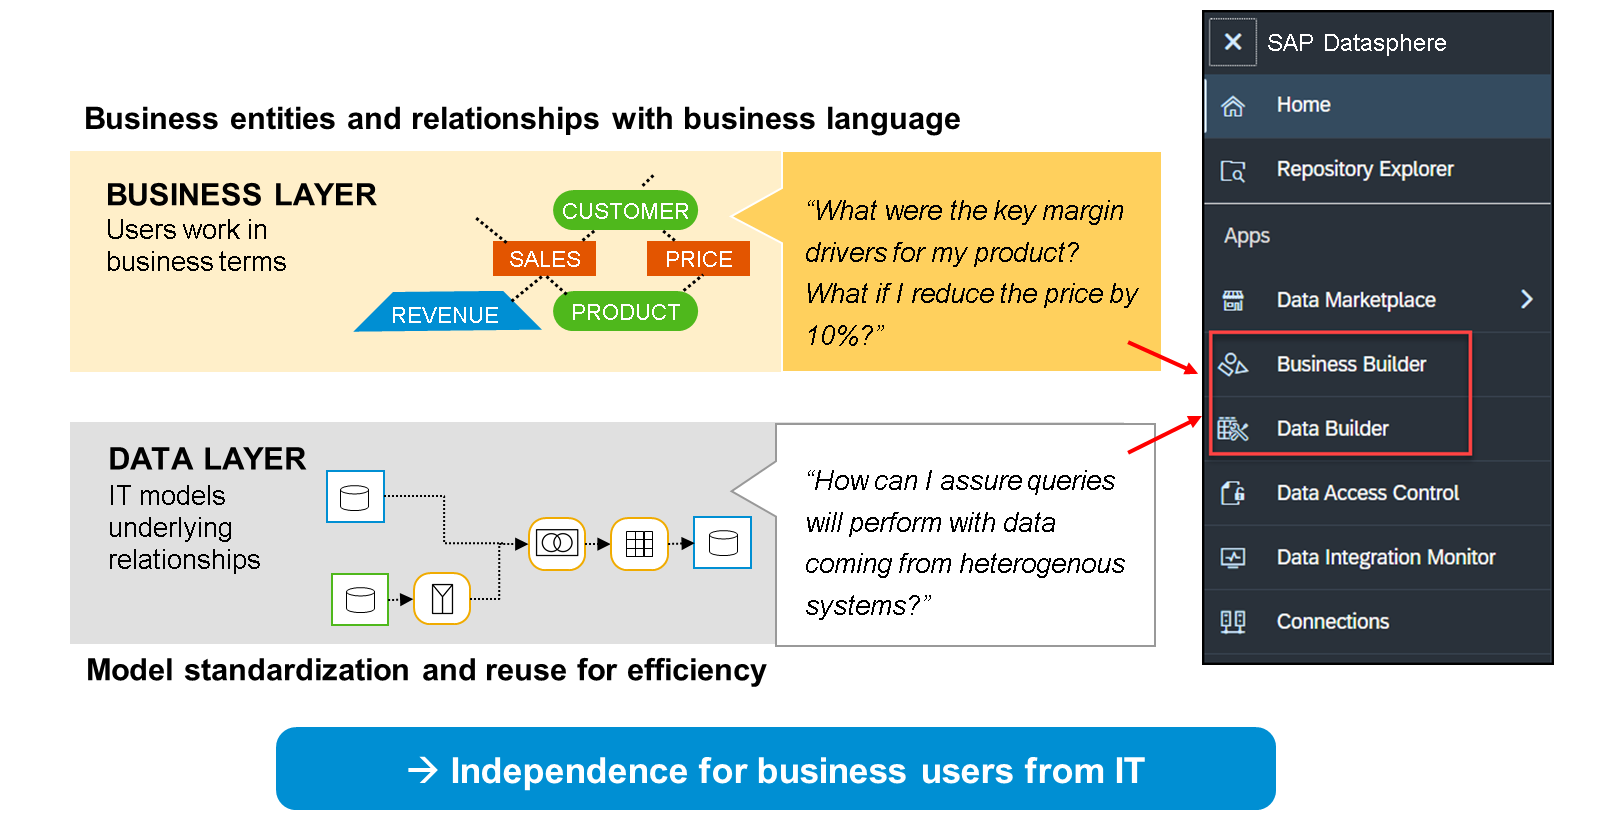 Business entities and relationships with business language
BUSINESS LAYER
Users work in
business terms
CUSTOMER
SALES
PRICE
REVENUE
PRODUCT
“What were the key margin
drivers for my product?
What if I reduce the price by
10%?”
DATA LAYER
IT models
underlying
relationships
“How can I assure queries
will perform with data
coming from heterogenous
systems?”
Model standardization and reuse for efficiency
→ Independence for business users from IT
SAP Datasphere
Home
Repository Explorer
Apps
Data Marketplace
Business Builder
Data Builder
Data Access Control
Data Integration Monitor
Connections